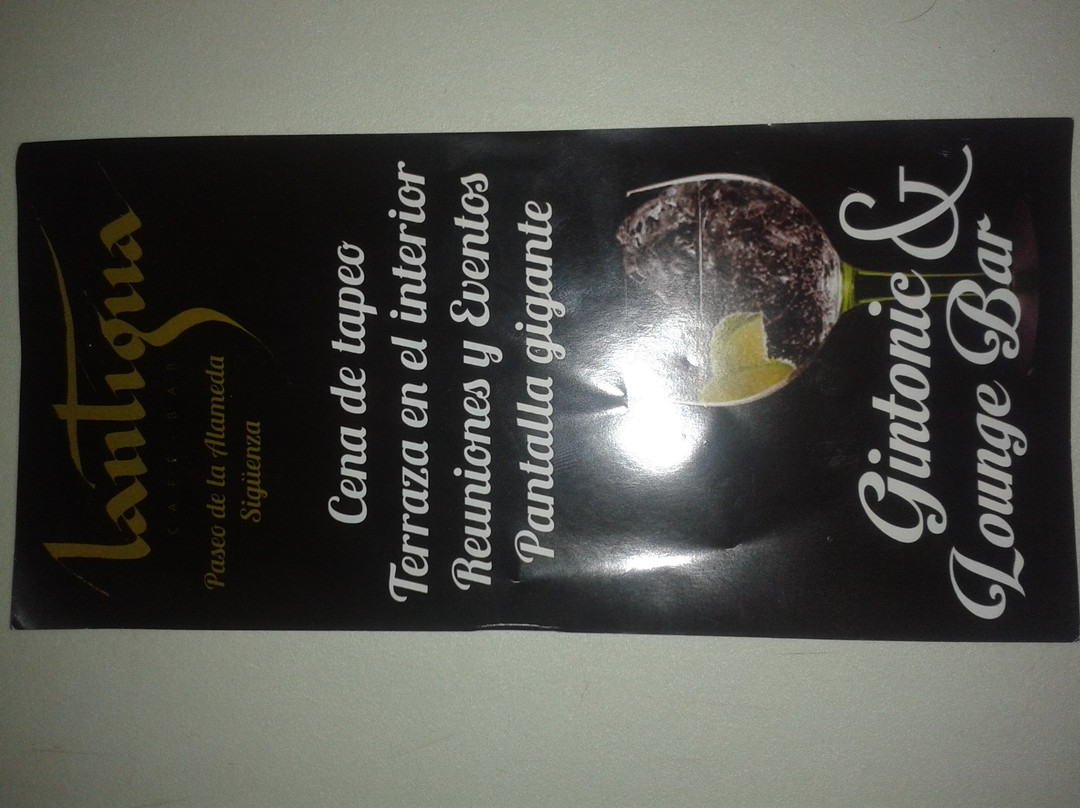 Lantigua
CAFÉ-BAR
Paseo de la Alameda
Sigüenza
Cena de tapeo
Terraza en el interior
Reuniones y Eventos
Pantalla gigante
Gintonic &
Lounge Bar